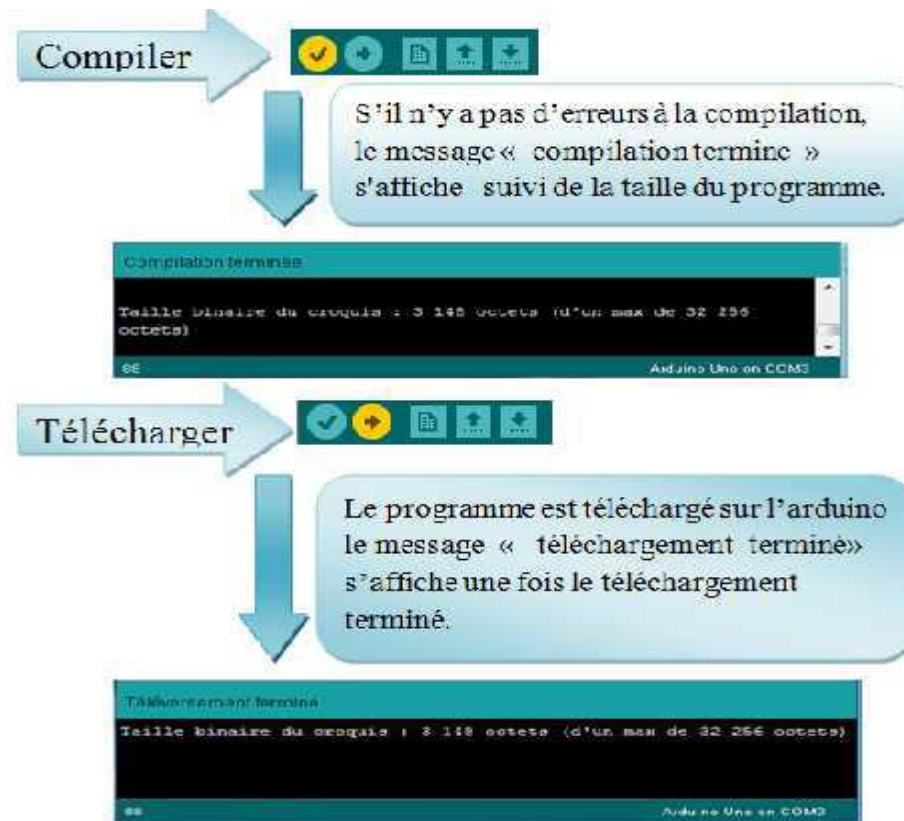 Compiler
S'il n'y a pas d'erreurs à la compilation,
le message « compilation termine »
s'affiche suivi de la taille du programme.
Compilation terminée
Taille binaire du croquis : 3 148 octets (d'un max de 32 256
octets)
Arduino Uno on COM3
Télécharger
Le programme est téléchargé sur l'arduino
le message « téléchargement terminé»
s'affiche une fois le téléchargement
terminé.
Téléversement terminé
Taille binaire du croquis : 3 148 octets (d'un max de 32 256 octets)
Arduino Uno on COM3